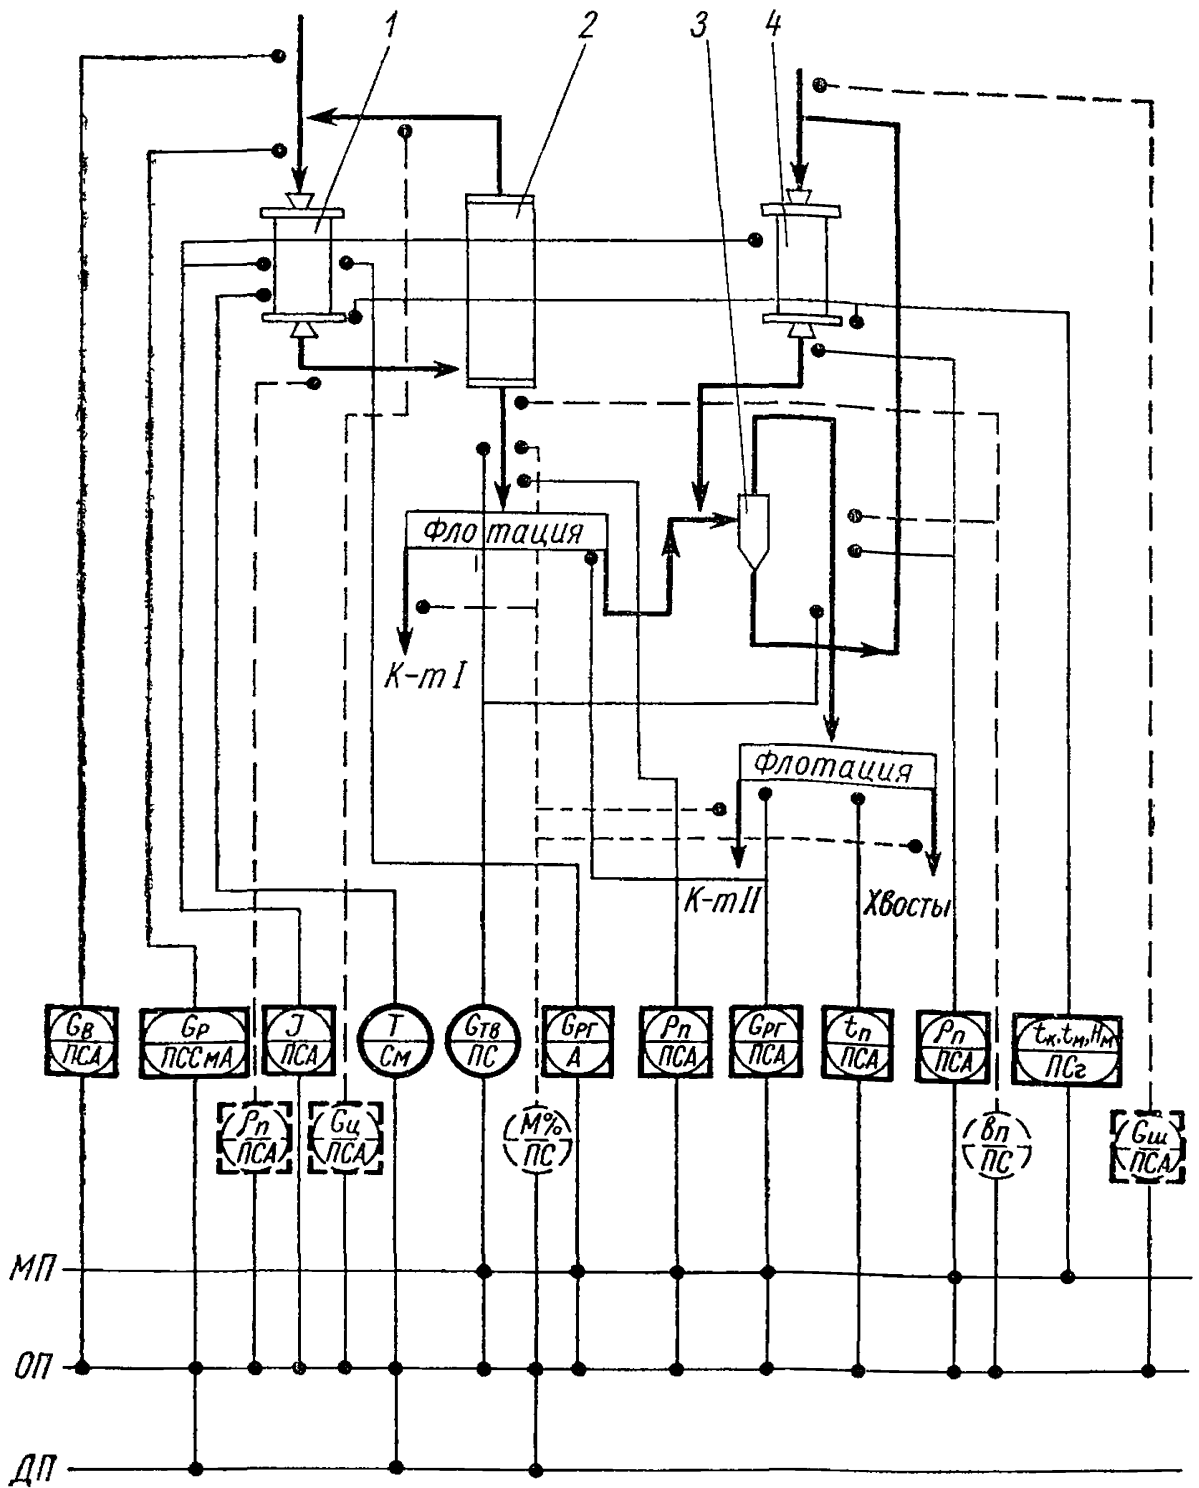 1 2 3 4
Флотация
К-т I
Флотация
К-т II
Хвосты
Gв
ПСА
Gр
ПССмА
J
ПСА
T
См
Gтв
ПС
Gрг
А
ρп
ПСА
Gрг
ПСА
tп
ПСА
ρп
ПСА
tк, tм, Нм
ПСг
ρп
ПСА
Gц
ПСА
М%
ПС
вп
ПС
Gш
ПСА
МП
ОП
ДП